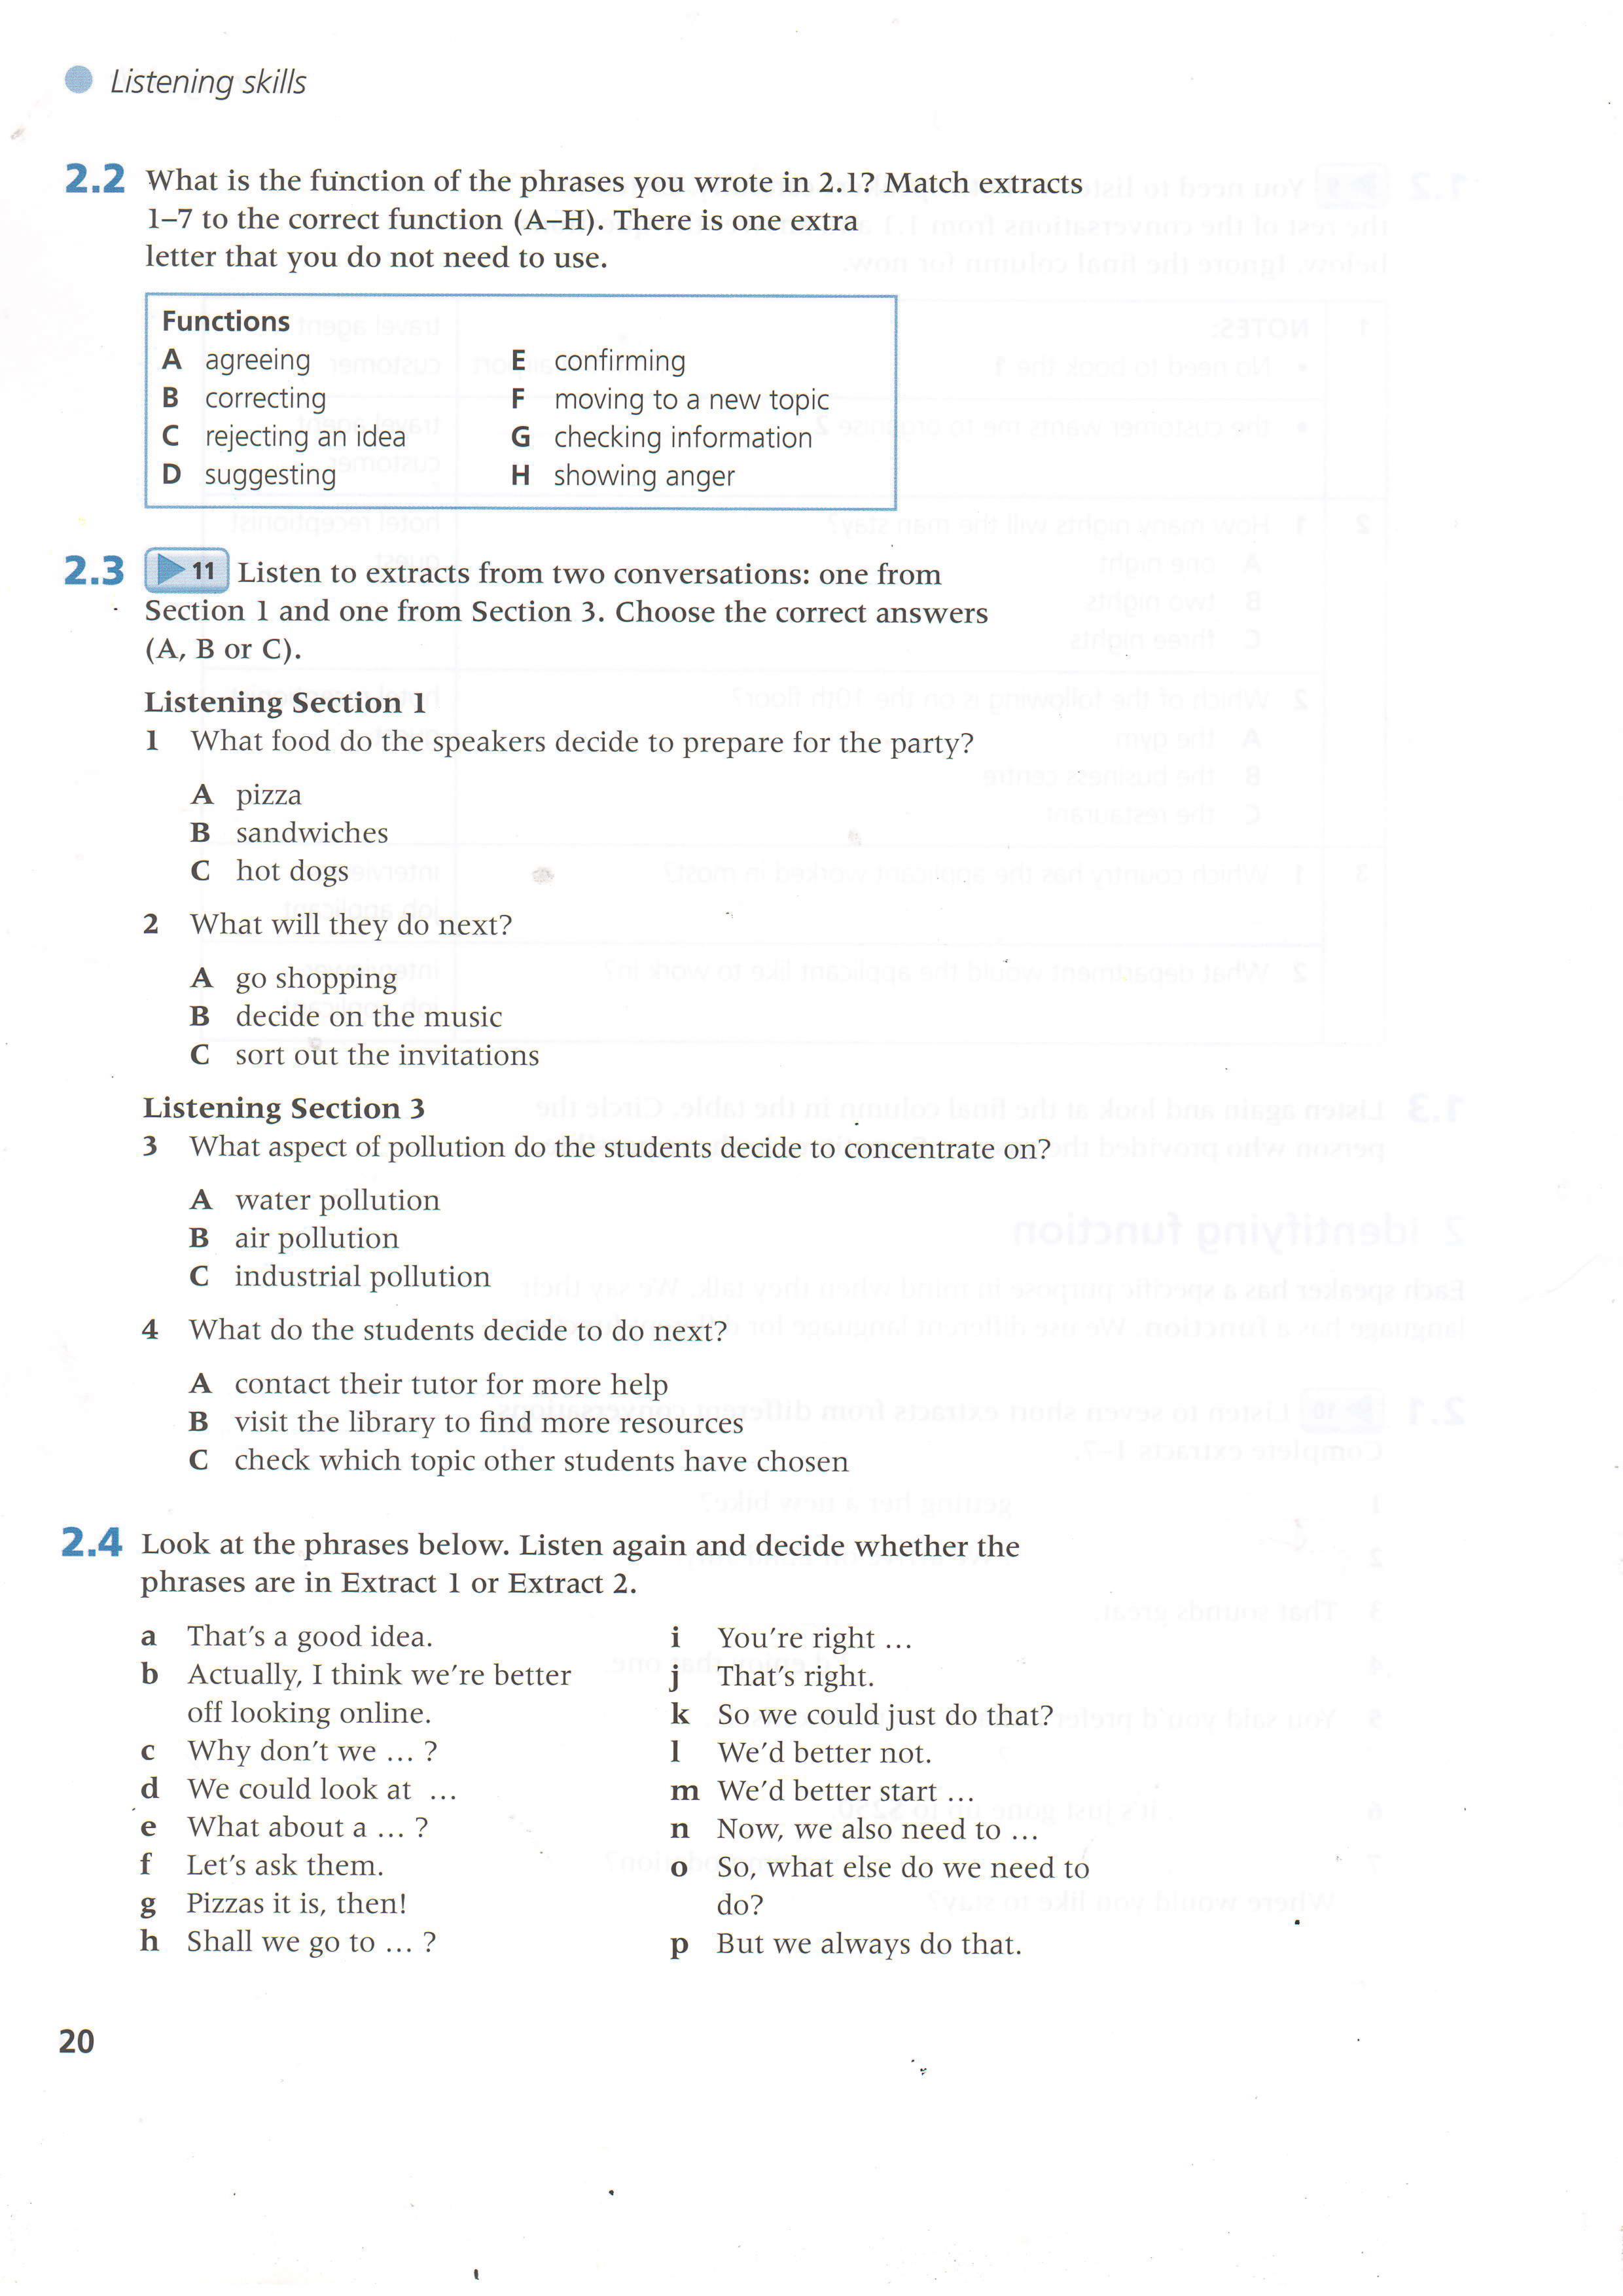 Listening skills
2.2 What is the function of the phrases you wrote in 2.1? Match extracts
1–7 to the correct function (A–H). There is one extra
letter that you do not need to use.
Functions
A agreeing
B correcting
C rejecting an idea
D suggesting
E confirming
F moving to a new topic
G checking information
H showing anger
2.3 11 Listen to extracts from two conversations: one from
Section 1 and one from Section 3. Choose the correct answers
(A, B or C).
Listening Section 1
1 What food do the speakers decide to prepare for the party?
A pizza
B sandwiches
C hot dogs
2 What will they do next?
A go shopping
B decide on the music
C sort out the invitations
Listening Section 3
3 What aspect of pollution do the students decide to concentrate on?
A water pollution
B air pollution
C industrial pollution
4 What do the students decide to do next?
A contact their tutor for more help
B visit the library to find more resources
C check which topic other students have chosen
2.4 Look at the phrases below. Listen again and decide whether the
phrases are in Extract 1 or Extract 2.
a That's a good idea.
b Actually, I think we're better
off looking online.
c Why don't we ... ?
d We could look at ...
e What about a ... ?
f Let's ask them.
g Pizzas it is, then!
h Shall we go to ... ?
i You're right ...
j That's right.
k So we could just do that?
l We'd better not.
m We'd better start ...
n Now, we also need to ...
o So, what else do we need to
do?
p But we always do that.
20